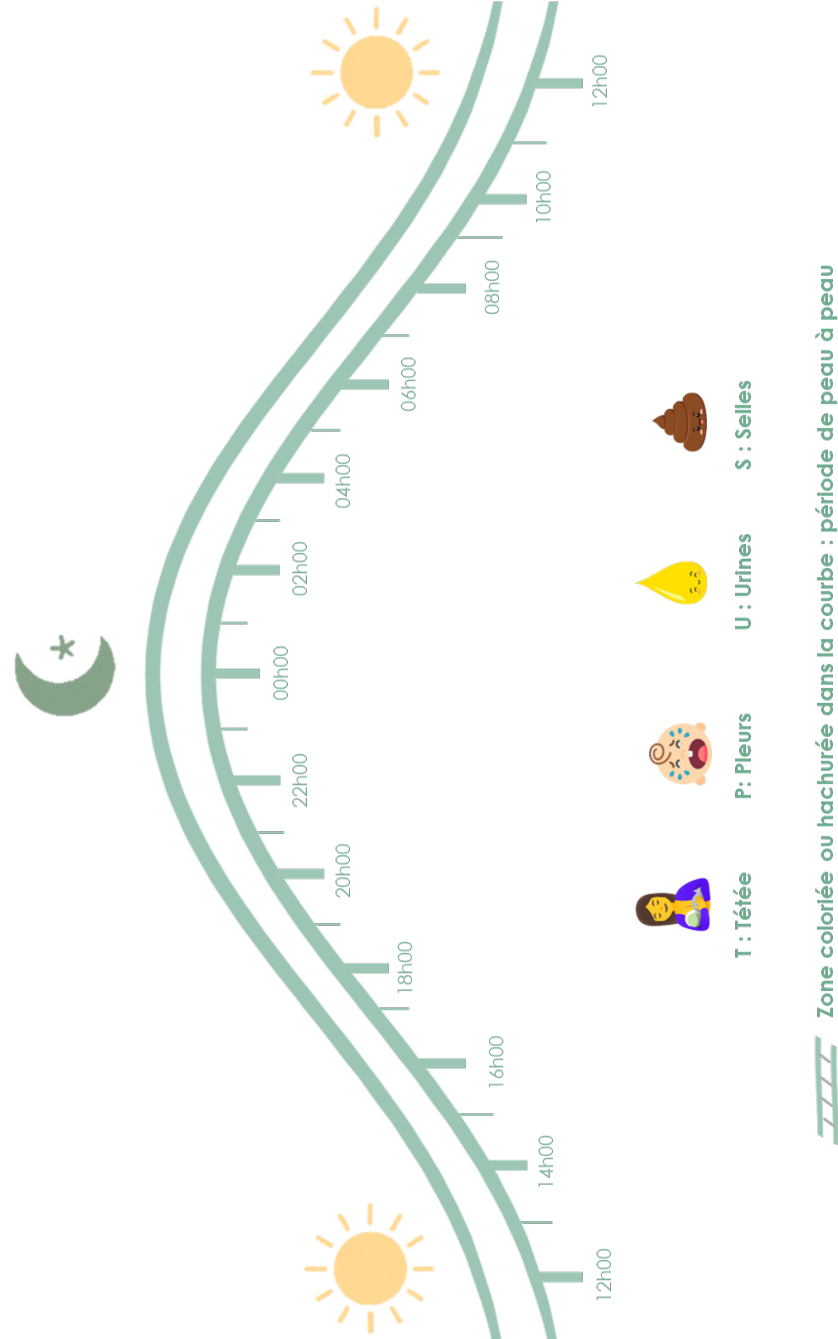 12h00
14h00
16h00
18h00
20h00
22h00
00h00
02h00
04h00
06h00
08h00
10h00
12h00
T : Tétée
P: Pleurs
U : Urines
S : Selles
Zone coloriée ou hachurée dans la courbe : période de peau à peau